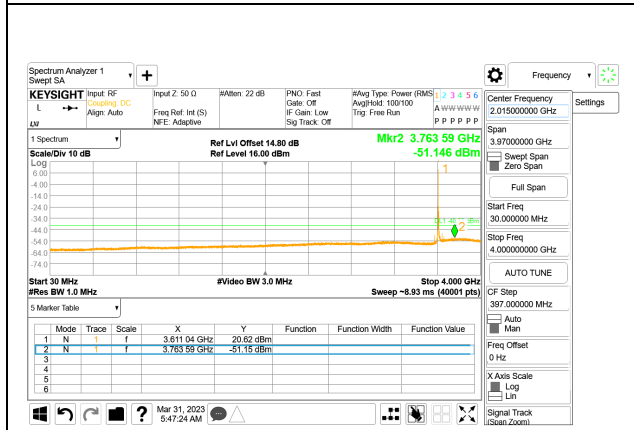 Spectrum Analyzer 1
Swept SA
Frequency
KEYSIGHT
Input: RF
Coupling: DC
Align: Auto
Input Z: 50 Ω
Freq Ref: Int (S)
NFE: Adaptive
#Atten: 22 dB
PNO: Fast
Gate: Off
IF Gain: Low
Sig Track: Off
#Avg Type: Power (RMS
Avg|Hold: 100/100
Trig: Free Run
1 2 3 4 5 6
A W W W W W
P P P P P P
L
Settings
1 Spectrum
Scale/Div 10 dB
Ref Lvl Offset 14.80 dB
Ref Level 16.00 dBm
Mkr2 3.763 59 GHz
-51.146 dBm
Log
6.00
-4.00
-14.0
-24.0
-34.0
-44.0
-54.0
-64.0
-74.0
1
2
Start 30 MHz
#Res BW 1.0 MHz
#Video BW 3.0 MHz
Stop 4.000 GHz
Sweep ~8.93 ms (40001 pts)
5 Marker Table
Mode Trace Scale X Y Function Function Width Function Value
1 N 1 f 3.611 04 GHz 20.62 dBm
2 N 1 f 3.763 59 GHz -51.15 dBm
3
4
5
6
Center Frequency
2.015000000 GHz
Span
3.97000000 GHz
Swept Span
Zero Span
Full Span
Start Freq
30.000000 MHz
Stop Freq
4.000000000 GHz
AUTO TUNE
CF Step
397.000000 MHz
Auto
Man
Freq Offset
0 Hz
X Axis Scale
Log
Lin
Signal Track
(Span Zoom)
?
Mar 31, 2023
5:47:24 AM